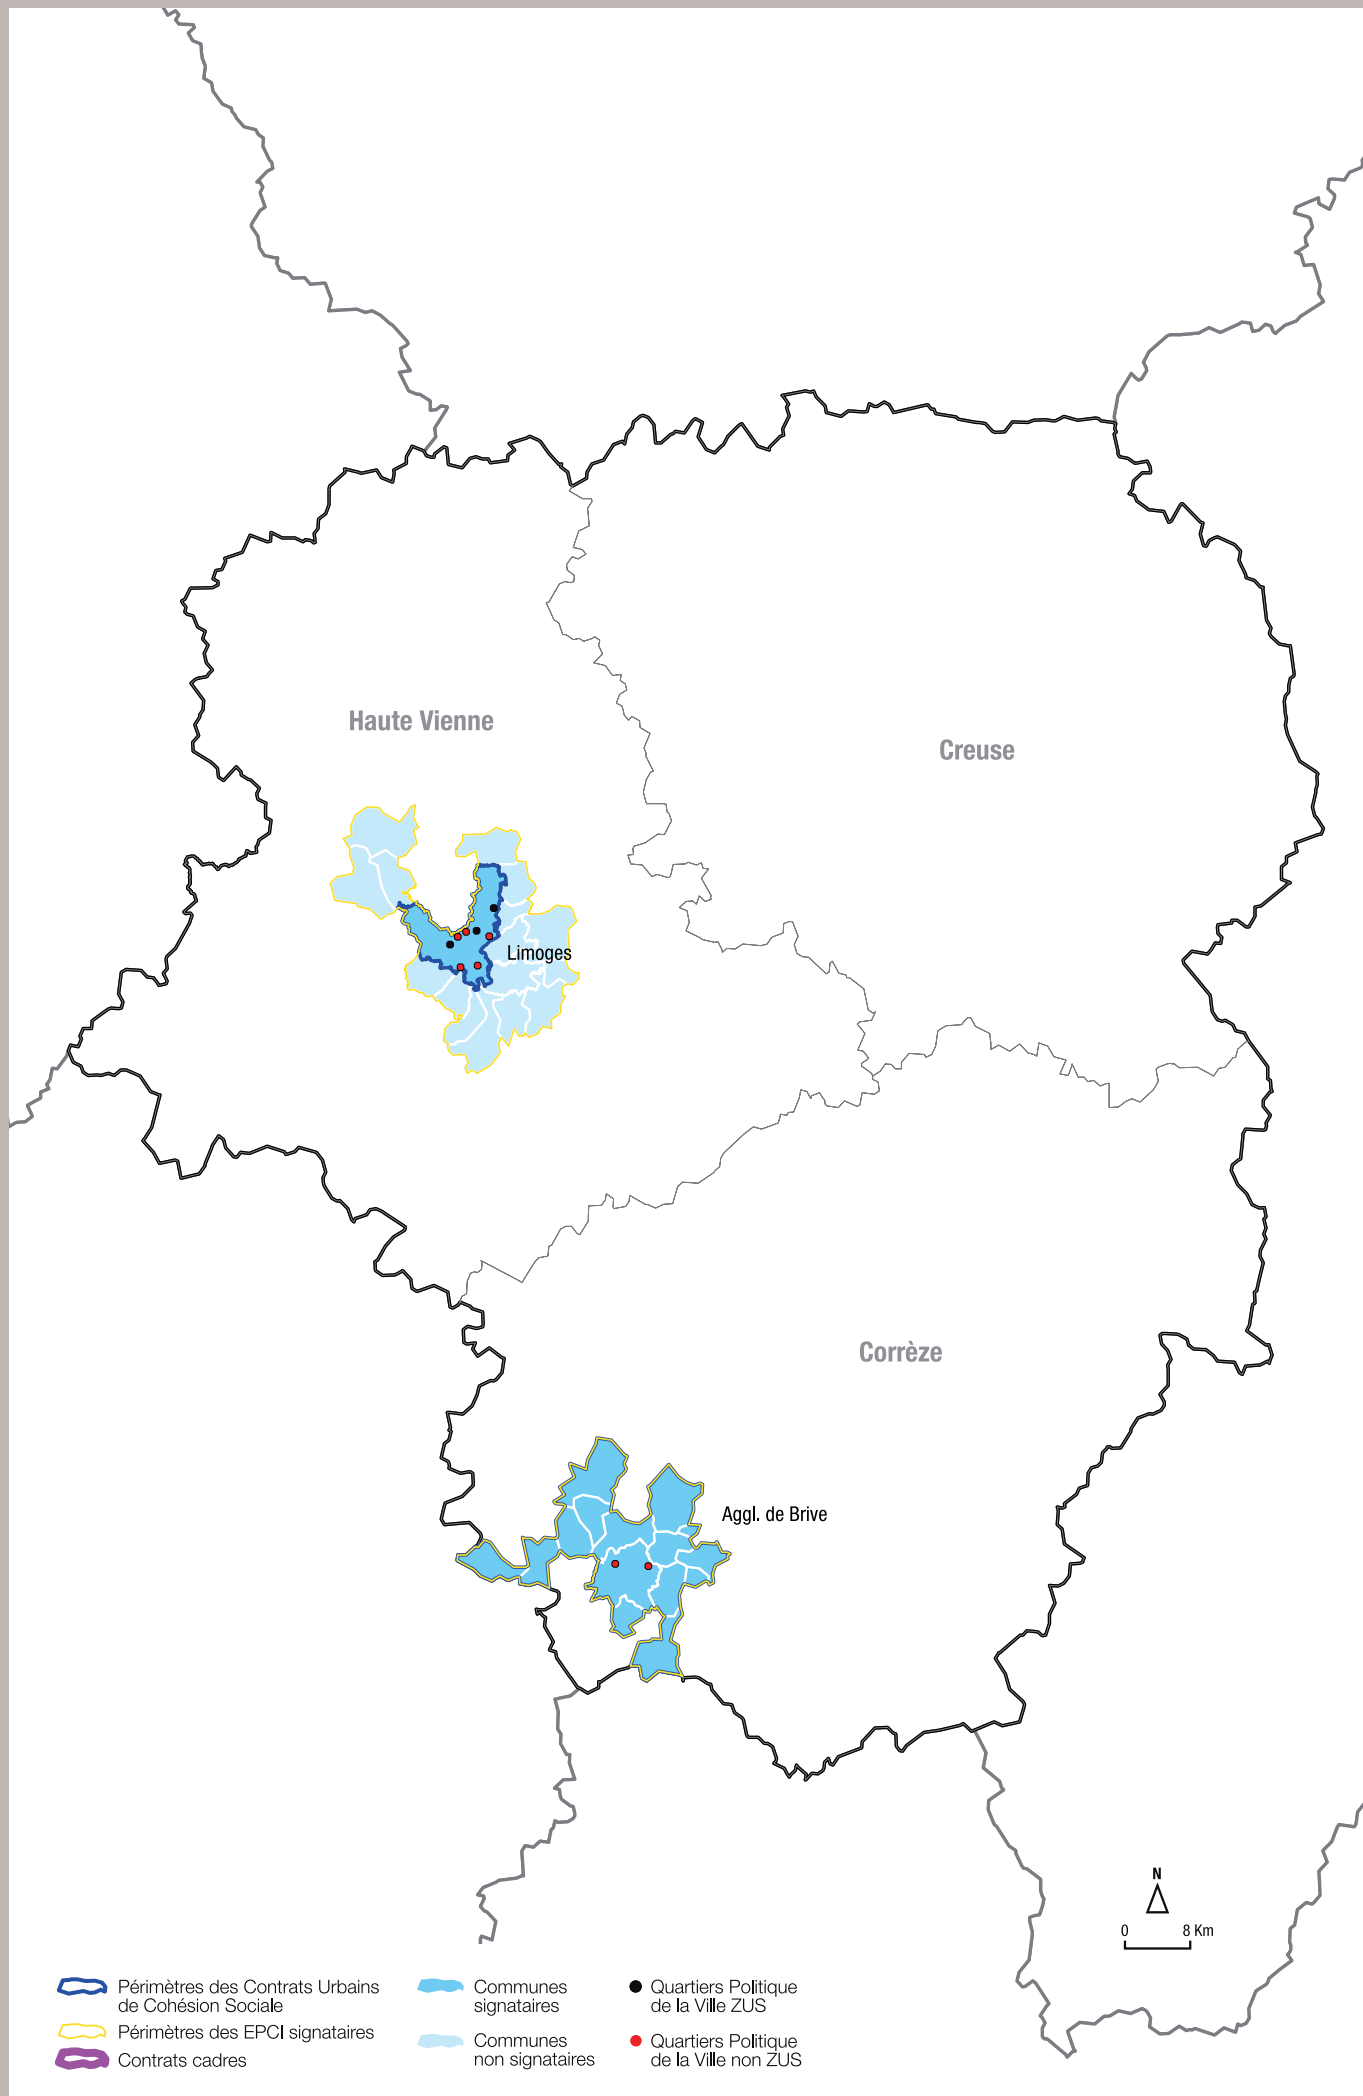 Haute Vienne
Creuse
Limoges
Corrèze
Aggl. de Brive
N
0 8 Km
Périmètres des Contrats Urbains
de Cohésion Sociale
Périmètres des EPCI signataires
Contrats cadres
Communes
signataires
Communes
non signataires
Quartiers Politique
de la Ville ZUS
Quartiers Politique
de la Ville non ZUS